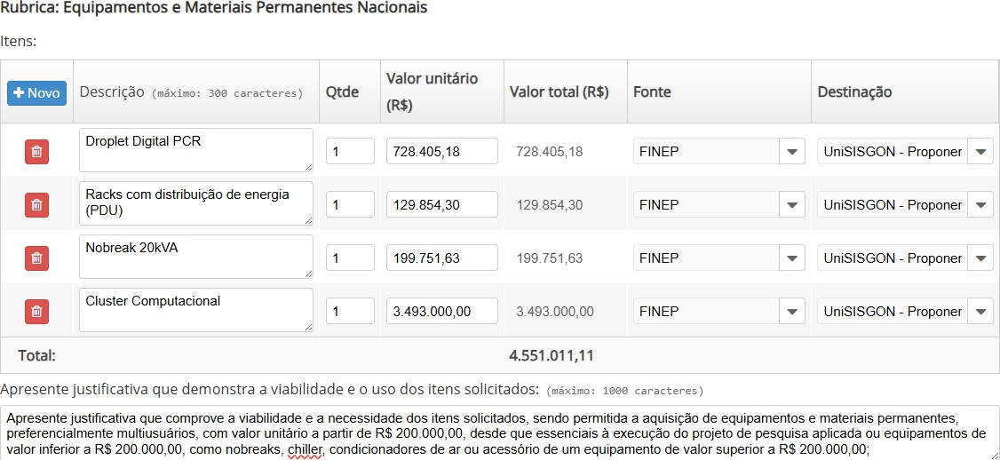 Rubrica: Equipamentos e Materiais Permanentes Nacionais
Itens:
Novo Descrição (máximo: 300 caracteres) Qtde Valor unitário (R$) Valor total (R$) Fonte Destinação
Droplet Digital PCR 1 728.405,18 728.405,18 FINEP UniSISGON - Proponer
Racks com distribuição de energia (PDU) 1 129.854,30 129.854,30 FINEP UniSISGON - Proponer
Nobreak 20kVA 1 199.751,63 199.751,63 FINEP UniSISGON - Proponer
Cluster Computacional 1 3.493.000,00 3.493.000,00 FINEP UniSISGON - Proponer
Total: 4.551.011,11
Apresente justificativa que demonstra a viabilidade e o uso dos itens solicitados: (máximo: 1000 caracteres)
Apresente justificativa que comprove a viabilidade e a necessidade dos itens solicitados, sendo permitida a aquisição de equipamentos e materiais permanentes,
preferencialmente multiusuários, com valor unitário a partir de R$ 200.000,00, desde que essenciais à execução do projeto de pesquisa aplicada ou equipamentos de
valor inferior a R$ 200.000,00, como nobreaks, chiller, condicionadores de ar ou acessório de um equipamento de valor superior a R$ 200.000,00;